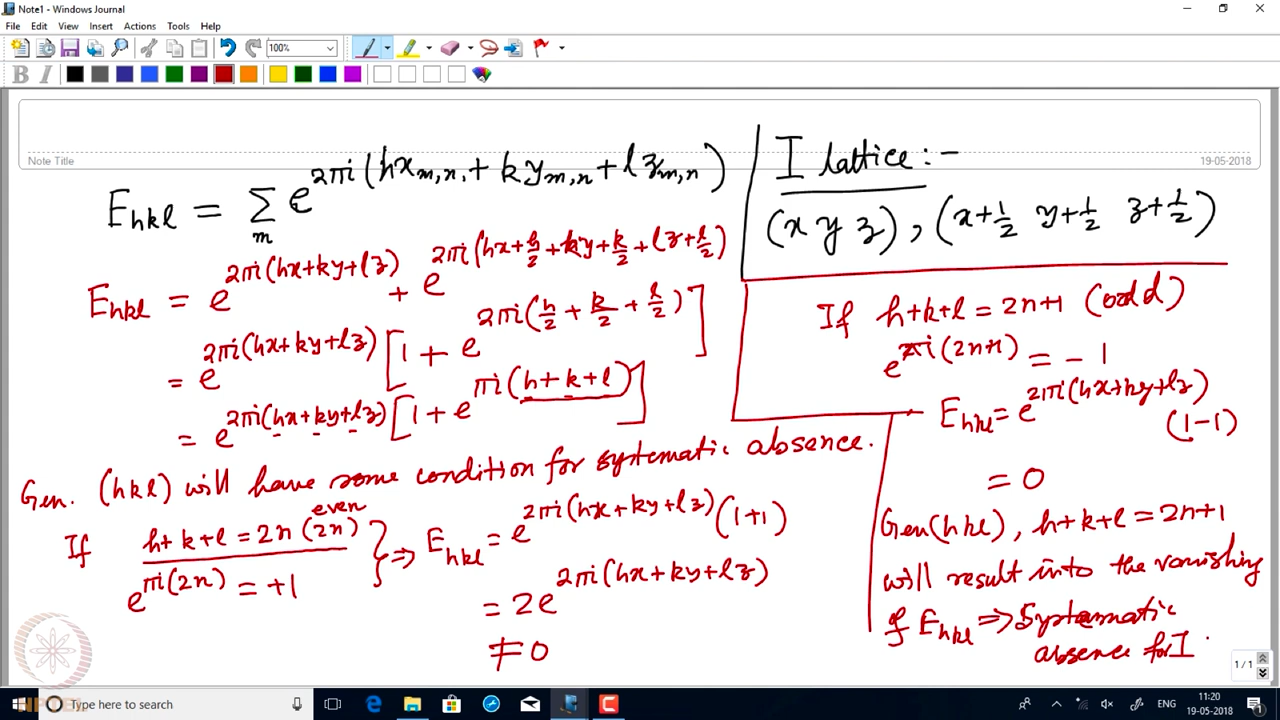 Note1 - Windows Journal
File Edit View Insert Actions Tools Help
100%
B I
Note Title
19-05-2018
E_hkl = Σ_m e^{2πi(hx_{m,n} + ky_{m,n} + lz_{m,n})}
I lattice :-
(x y z), (x+1/2 y+1/2 z+1/2)
E_hkl = e^{2πi(hx+ky+lz)} + e^{2πi(hx+h/2+ky+k/2+lz+l/2)}
= e^{2πi(hx+ky+lz)} [1 + e^{2πi(h/2 + k/2 + l/2)}]
= e^{2πi(hx+ky+lz)} [1 + e^{πi(h+k+l)}]
Gen. (hkl) will have some condition for systematic absence.
If h+k+l = 2n (2n) even
e^{πi(2n)} = +1
} ⇒ E_hkl = e^{2πi(hx+ky+lz)} (1+1)
= 2e^{2πi(hx+ky+lz)}
≠ 0
If h+k+l = 2n+1 (odd)
= -1
E_hkl = e^{2πi(hx+ky+lz)} (1-1)
= 0
Gen(hkl), h+k+l = 2n+1
will result into the vanishing
of E_hkl ⇒ Systematic
absence for I
1 / 1
Type here to search
ENG
11:20
19-05-2018